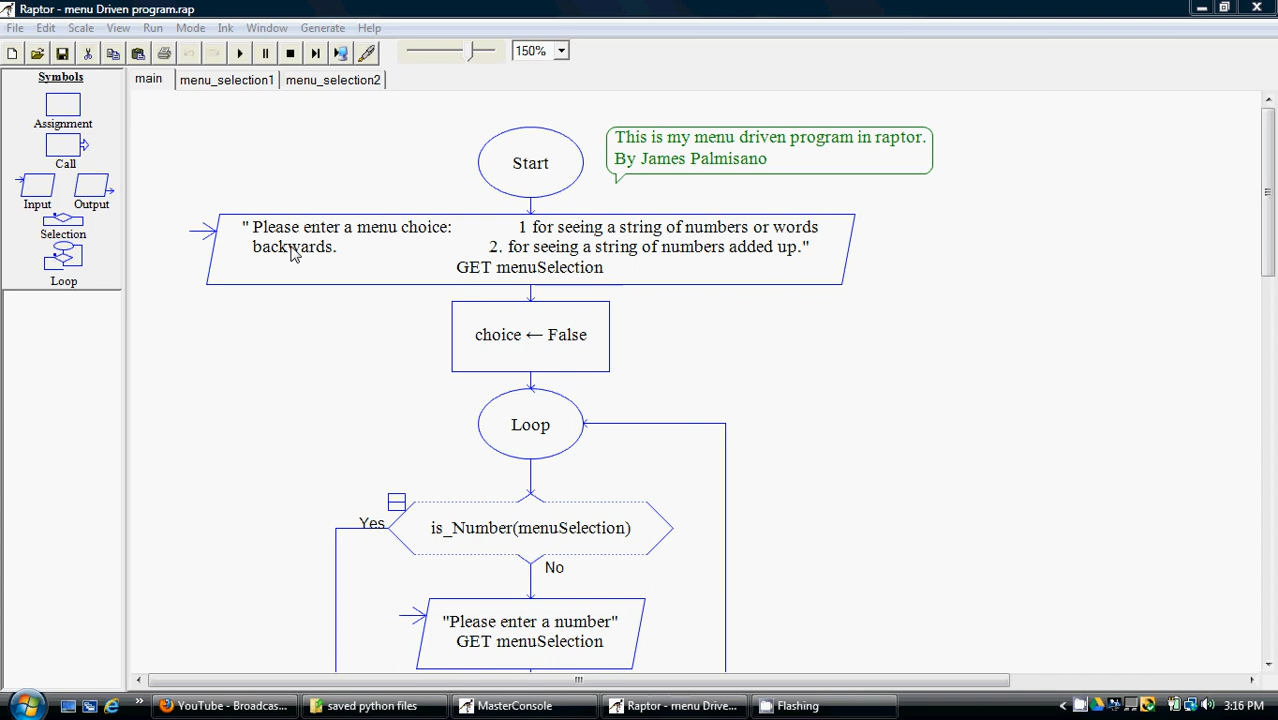 Raptor - menu Driven program.rap
File Edit Scale View Run Mode Ink Window Generate Help
150%
Symbols
main menu_selection1 menu_selection2
Assignment
Call
Input Output
Selection
Loop
Start
This is my menu driven program in raptor.
By James Palmisano
" Please enter a menu choice: 1 for seeing a string of numbers or words
backwards. 2. for seeing a string of numbers added up."
GET menuSelection
choice ← False
Loop
Yes
is_Number(menuSelection)
No
"Please enter a number"
GET menuSelection
YouTube - Broadcas... saved python files MasterConsole Raptor - menu Drive... Flashing 3:16 PM